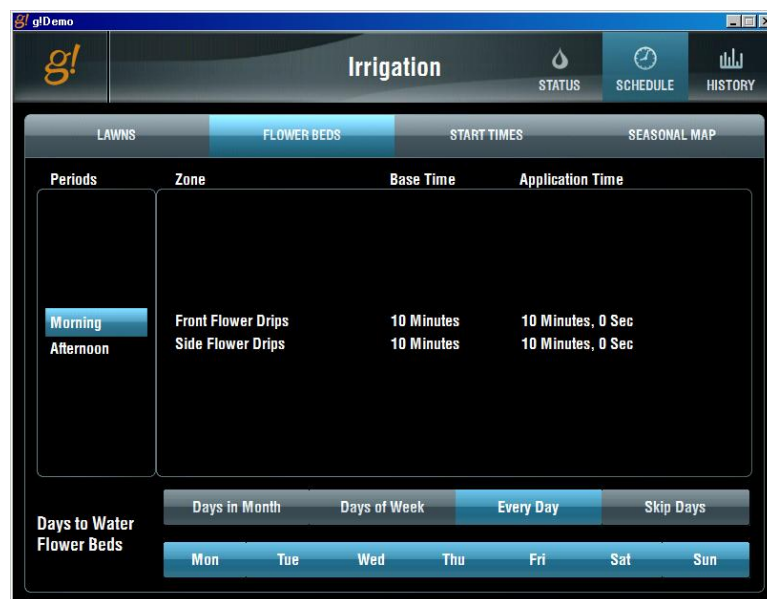 g! g!Demo
g!
Irrigation
STATUS
SCHEDULE
HISTORY
LAWNS FLOWER BEDS START TIMES SEASONAL MAP
Periods Zone Base Time Application Time
Morning Front Flower Drips 10 Minutes 10 Minutes, 0 Sec
Afternoon Side Flower Drips 10 Minutes 10 Minutes, 0 Sec
Days to Water
Flower Beds
Days in Month Days of Week Every Day Skip Days
Mon Tue Wed Thu Fri Sat Sun